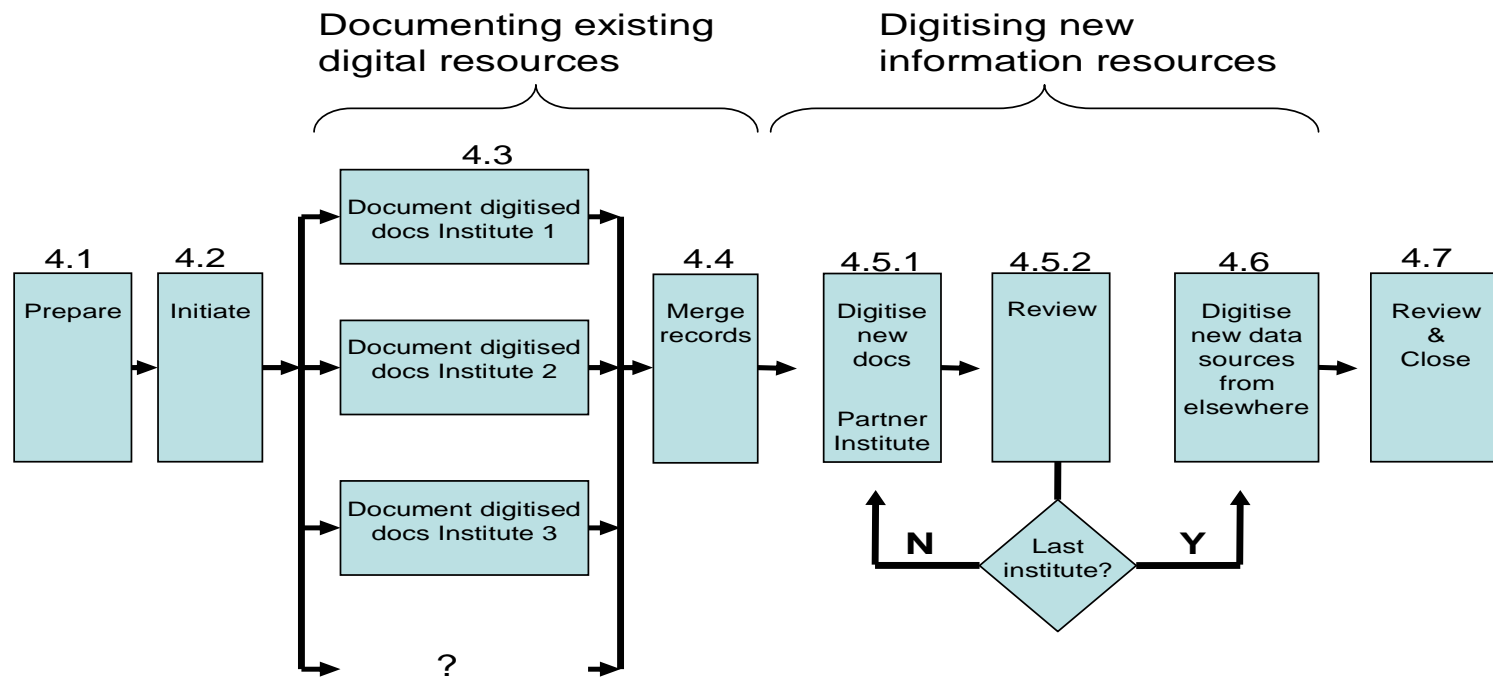 Documenting existing
digital resources
Digitising new
information resources
4.1
Prepare
4.2
Initiate
4.3
Document digitised
docs Institute 1
Document digitised
docs Institute 2
Document digitised
docs Institute 3
?
4.4
Merge
records
4.5.1
Digitise
new
docs
Partner
Institute
4.5.2
Review
Last
institute?
N
Y
4.6
Digitise
new data
sources
from
elsewhere
4.7
Review
&
Close